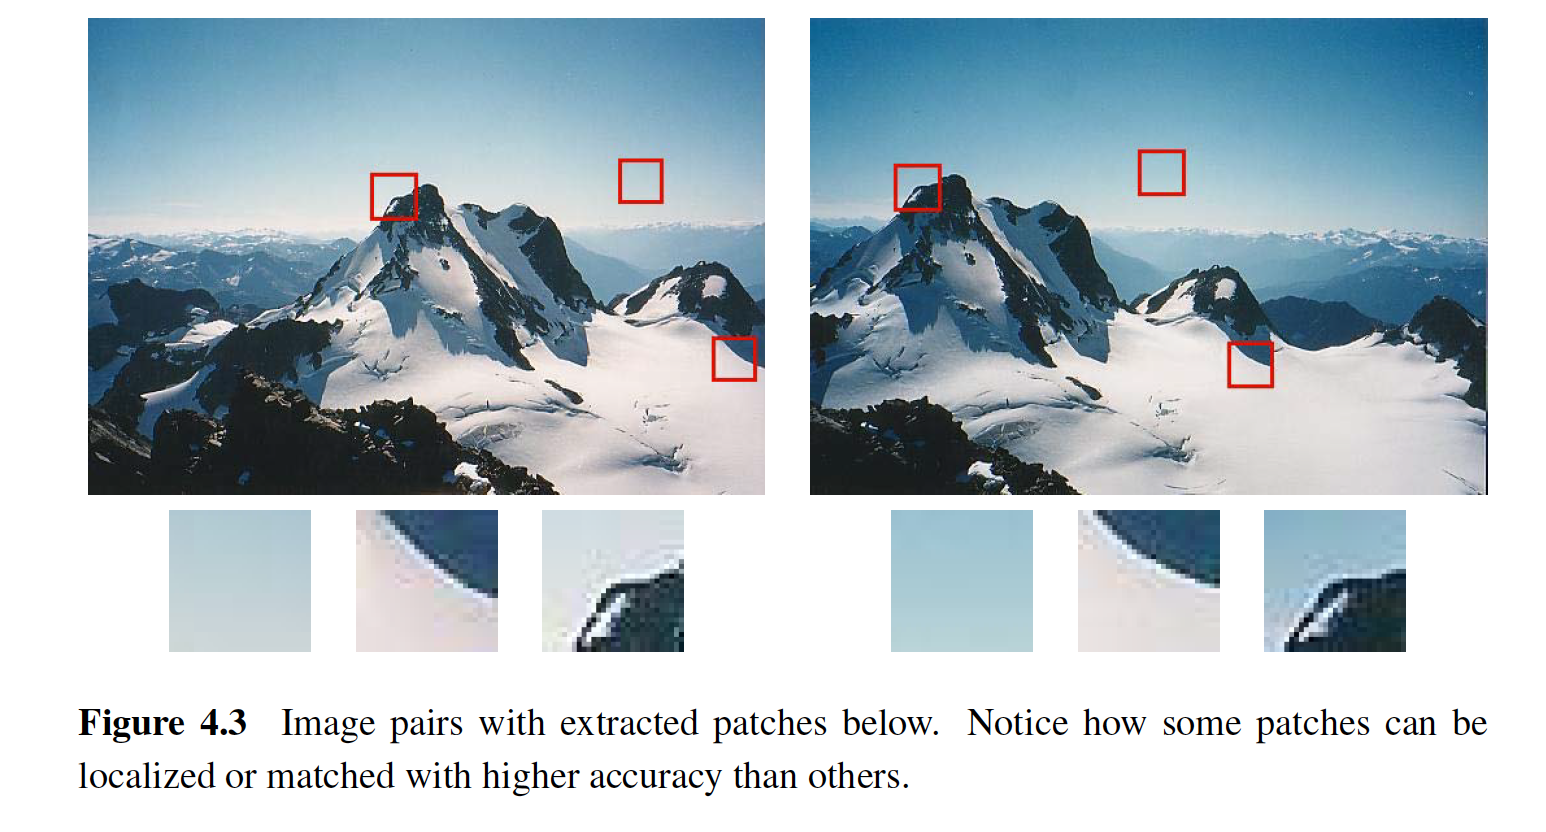 Figure 4.3 Image pairs with extracted patches below. Notice how some patches can be
localized or matched with higher accuracy than others.